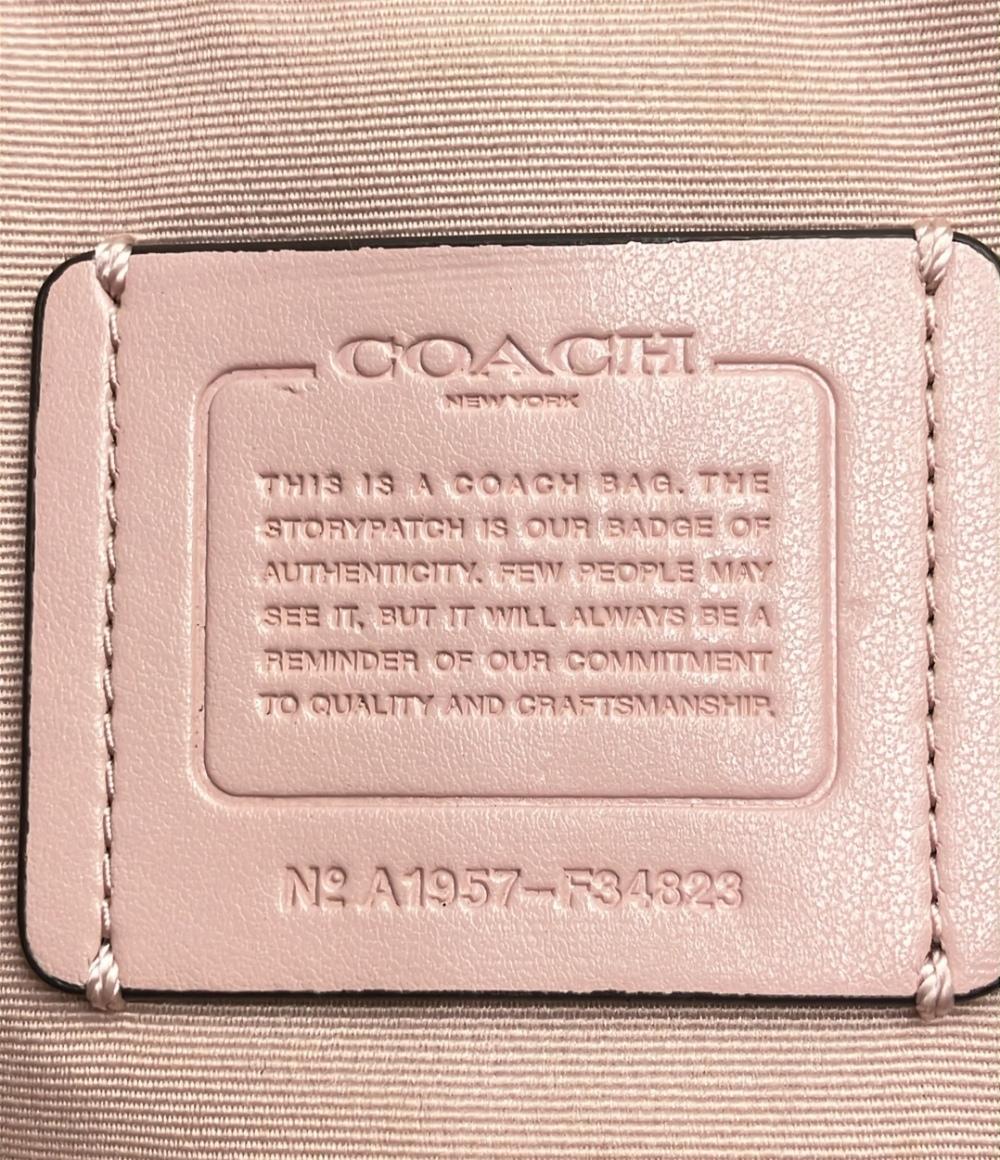 COACH
NEW YORK
THIS IS A COACH BAG. THE
STORYPATCH IS OUR BADGE OF
AUTHENTICITY. FEW PEOPLE MAY
SEE IT, BUT IT WILL ALWAYS BE A
REMINDER OF OUR COMMITMENT
TO QUALITY AND CRAFTSMANSHIP.
Nº A1957-F34823